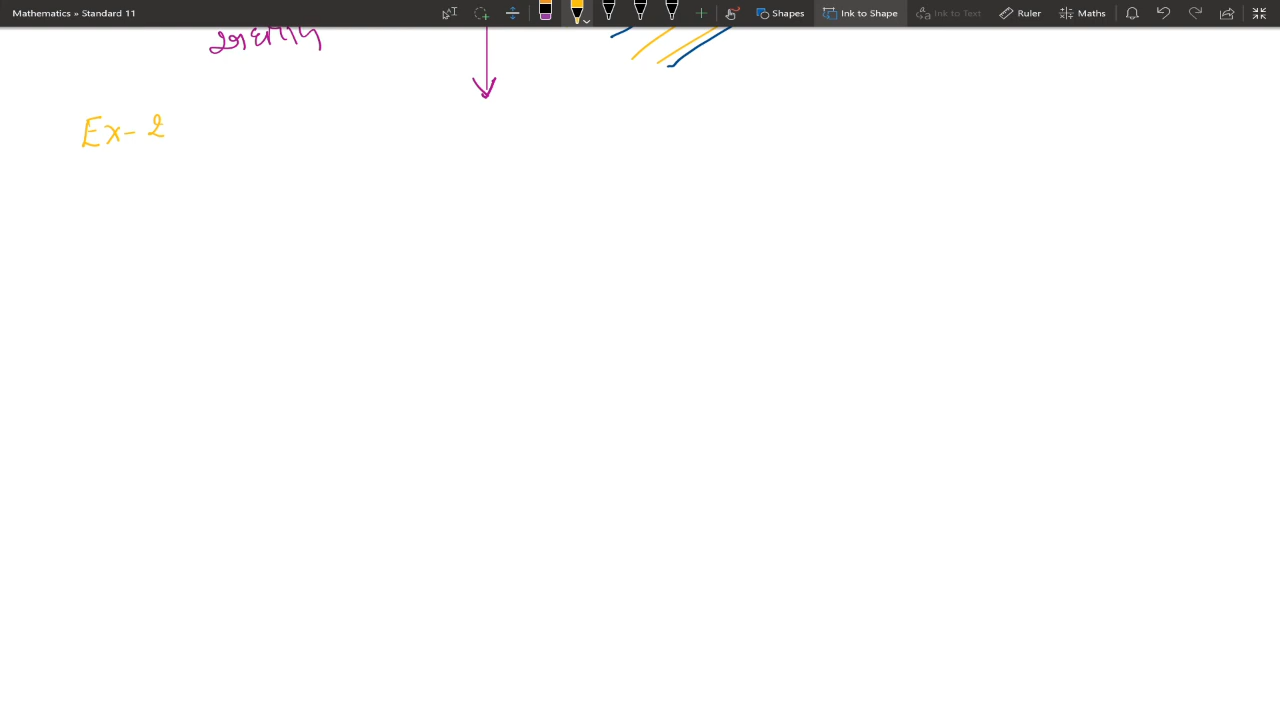 Mathematics » Standard 11
Shapes
Ink to Shape
Ink to Text
Ruler
Maths
Ex-2